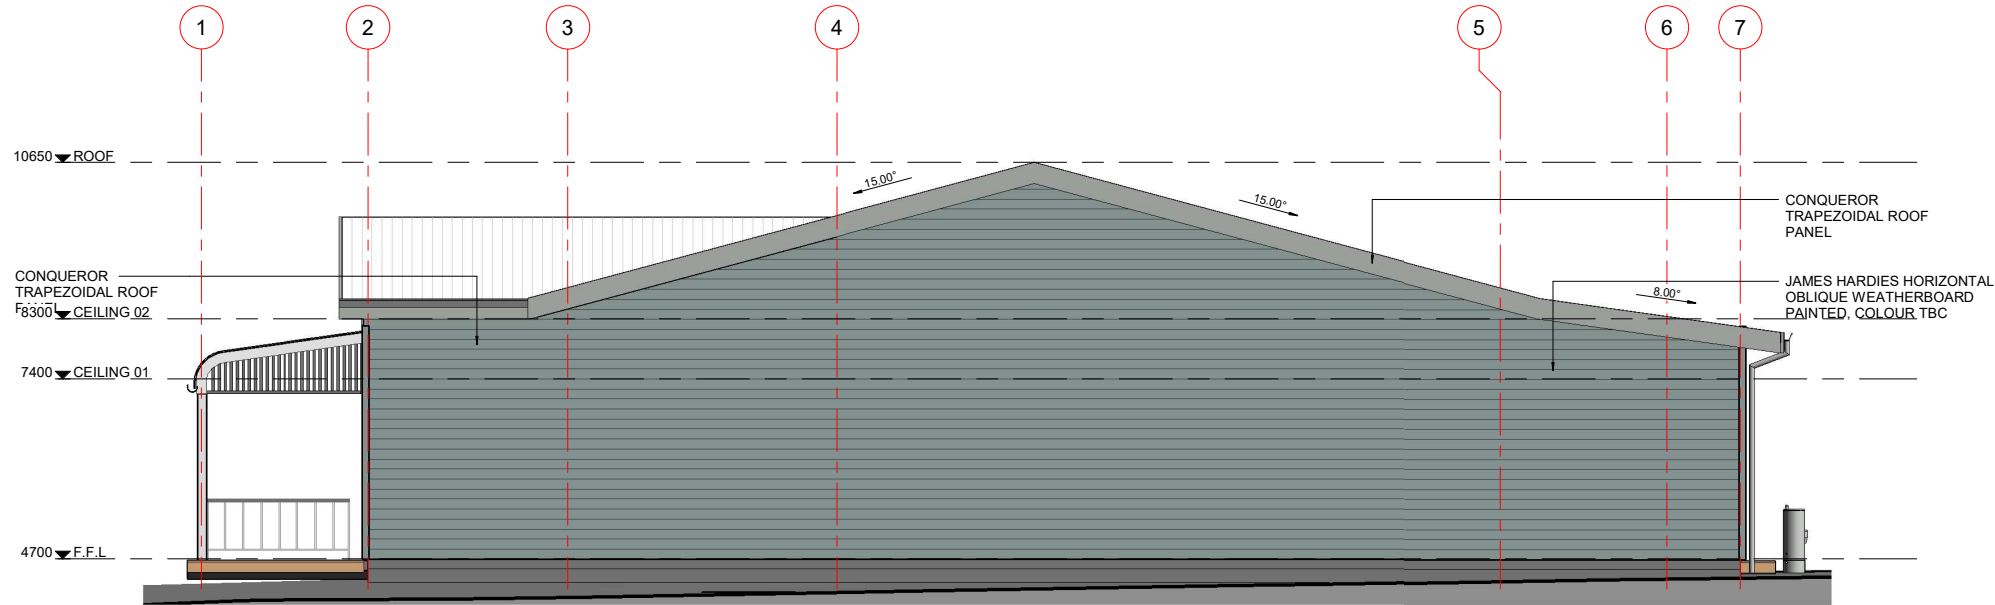 1 2 3 4 5 6 7
10650 ROOF
15.00°
15.00°
CONQUEROR
TRAPEZOIDAL ROOF
PANEL
CONQUEROR
TRAPEZOIDAL ROOF
8300 CEILING 02
JAMES HARDIES HORIZONTAL
OBLIQUE WEATHERBOARD
PAINTED, COLOUR TBC
8.00°
7400 CEILING 01
4700 F.F.L